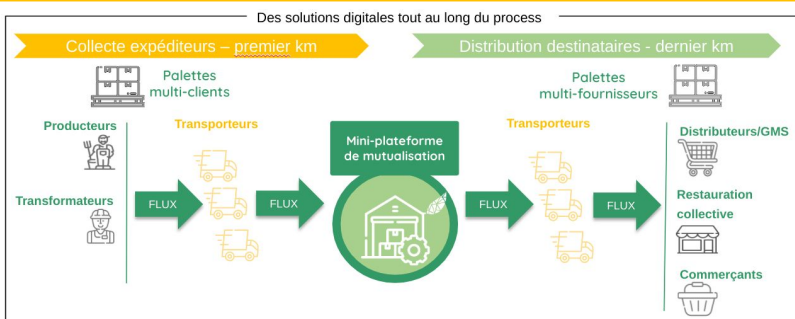 Des solutions digitales tout au long du process
Collecte expéditeurs – premier km
Distribution destinataires - dernier km
Palettes
multi-clients
Palettes
multi-fournisseurs
Producteurs
Transporteurs
Mini-plateforme
de mutualisation
Transporteurs
Distributeurs/GMS
Transformateurs
FLUX
FLUX
FLUX
FLUX
Restauration
collective
Commerçants